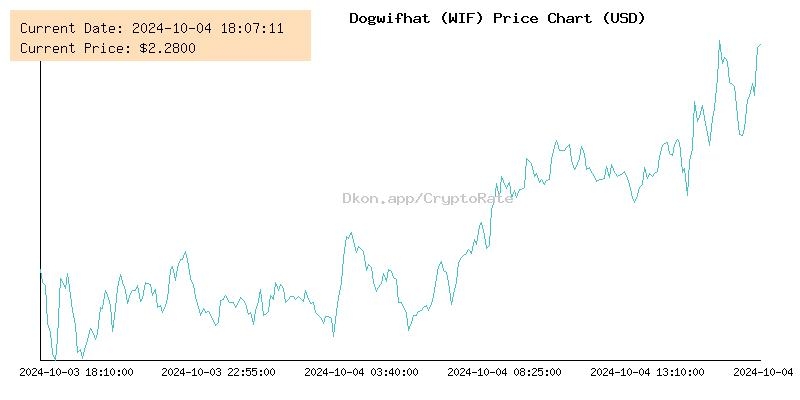 Dogwifhat (WIF) Price Chart (USD)
Current Date: 2024-10-04 18:07:11
Current Price: $2.2800
Dkon.app/CryptoRate
2024-10-03 18:10:00 2024-10-03 22:55:00 2024-10-04 03:40:00 2024-10-04 08:25:00 2024-10-04 13:10:00 2024-10-04